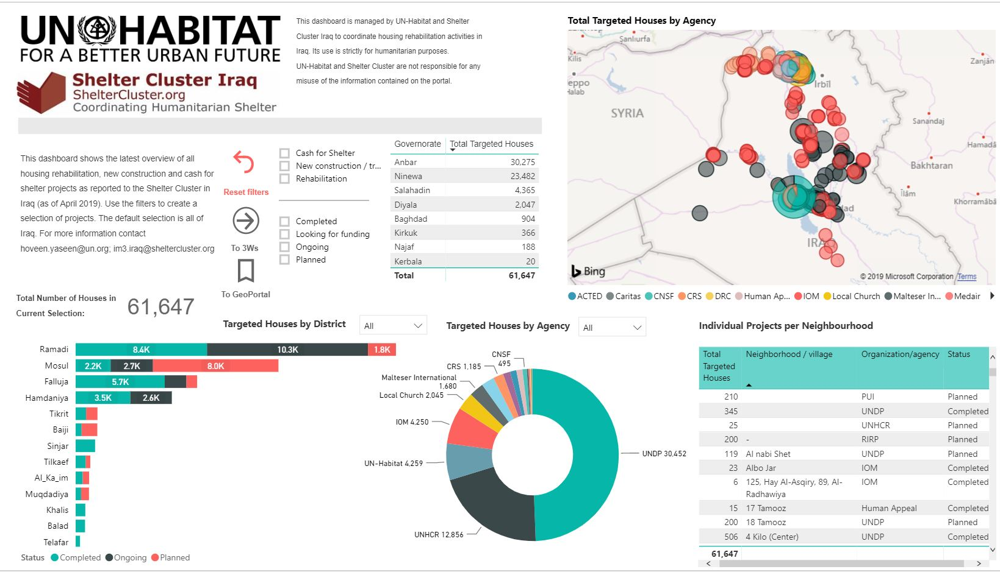 UN HABITAT
FOR A BETTER URBAN FUTURE
Shelter Cluster Iraq
ShelterCluster.org
Coordinating Humanitarian Shelter
This dashboard is managed by UN-Habitat and Shelter
Cluster Iraq to coordinate housing rehabilitation activities in
Iraq. Its use is strictly for humanitarian purposes.
UN-Habitat and Shelter Cluster are not responsible for any
misuse of the information contained on the portal.
This dashboard shows the latest overview of all
housing rehabilitation, new construction and cash for
shelter projects as reported to the Shelter Cluster in
Iraq (as of April 2019). Use the filters to create a
selection of projects. The default selection is all of
Iraq. For more information contact
hoveen.yaseen@un.org; im3.iraq@sheltercluster.org
Reset filters
To 3Ws
To GeoPortal
Cash for Shelter
New construction / tr...
Rehabilitation
Completed
Looking for funding
Ongoing
Planned
Governorate Total Targeted Houses
Anbar 30,275
Ninewa 23,482
Salahadin 4,365
Diyala 2,047
Baghdad 904
Kirkuk 366
Najaf 188
Kerbala 20
Total 61,647
Total Targeted Houses by Agency
Şanlıurfa
Kilis
eppo
Halab
SYRIA
Irbīl
Zanjān
Sanandaj
Hamadā
Bakhtaran
Īlām
Khorramābā
ad
IRAQ
Bing
© 2019 Microsoft Corporation Terms
ACTED Caritas CNSF CRS DRC Human Ap... IOM Local Church Malteser In... Medair
Total Number of Houses in
Current Selection:
61,647
Targeted Houses by District
All
Ramadi 8.4K 10.3K 1.8K
Mosul 2.2K 2.7K 8.0K
Falluja 5.7K
Hamdaniya 3.5K 2.6K
Tikrit
Baiji
Sinjar
Tilkaef
Al_Ka_im
Muqdadiya
Khalis
Balad
Telafar
Status Completed Ongoing Planned
Targeted Houses by Agency
All
CNSF
495
CRS 1,185
Malteser International
1,680
Local Church 2,045
IOM 4,250
UN-Habitat 4,259
UNHCR 12,856
UNDP 30,452
Individual Projects per Neighbourhood
Total
Targeted
Houses
Neighborhood / village Organization/agency Status
210 PUI Planned
345 UNDP Completed
25 UNHCR Planned
200 - RIRP Planned
119 Al nabi Shet UNDP Planned
23 Albo Jar IOM Completed
6 125, Hay Al-Asqiry, 89, Al- IOM Completed
Radhawiya
15 17 Tamooz Human Appeal Completed
200 18 Tamooz UNDP Planned
506 4 Kilo (Center) UNDP Completed
61,647